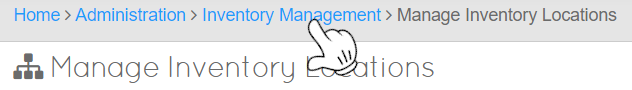 Home > Administration > Inventory Management > Manage Inventory Locations
Manage Inventory Locations